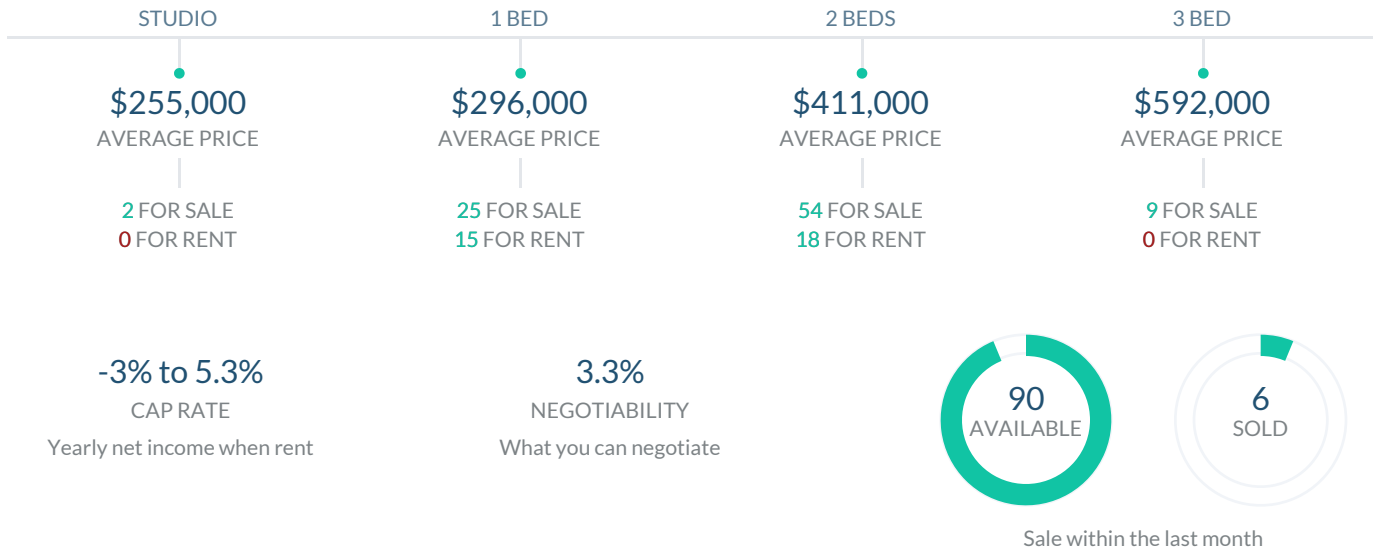 STUDIO
$255,000
AVERAGE PRICE
2 FOR SALE
0 FOR RENT
1 BED
$296,000
AVERAGE PRICE
25 FOR SALE
15 FOR RENT
2 BEDS
$411,000
AVERAGE PRICE
54 FOR SALE
18 FOR RENT
3 BED
$592,000
AVERAGE PRICE
9 FOR SALE
0 FOR RENT
-3% to 5.3%
CAP RATE
Yearly net income when rent
3.3%
NEGOTIABILITY
What you can negotiate
90
AVAILABLE
6
SOLD
Sale within the last month